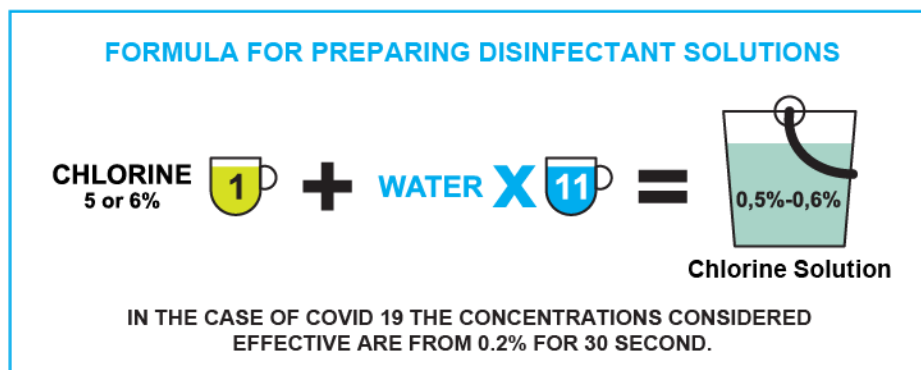 FORMULA FOR PREPARING DISINFECTANT SOLUTIONS
CHLORINE
5 or 6%
1
+
WATER X 11
=
0,5%-0,6%
Chlorine Solution
IN THE CASE OF COVID 19 THE CONCENTRATIONS CONSIDERED
EFFECTIVE ARE FROM 0.2% FOR 30 SECOND.